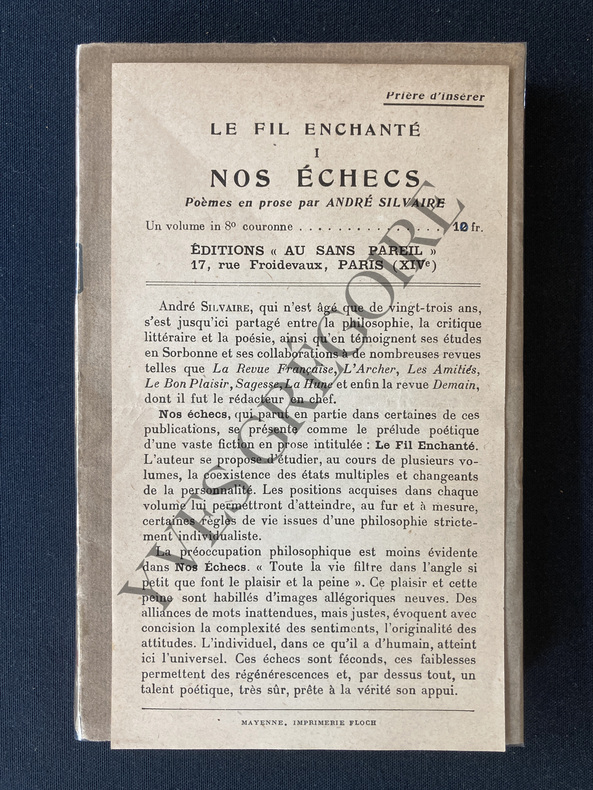 Prière d'insérer
LE FIL ENCHANTÉ
I
NOS ÉCHECS
Poèmes en prose par ANDRÉ SILVAIRE
Un volume in 8º couronne . . . . . . . . . . . . . . . . 12 fr.
ÉDITIONS « AU SANS PAREIL »
17, rue Froidevaux, PARIS (XIVe)
André SILVAIRE, qui n'est âgé que de vingt-trois ans,
s'est jusqu'ici partagé entre la philosophie, la critique
littéraire et la poésie, ainsi qu'en témoignent ses études
en Sorbonne et ses collaborations à de nombreuses revues
telles que La Revue Française, L'Archer, Les Amitiés,
Le Bon Plaisir, Sagesse, La Hune et enfin la revue Demain,
dont il fut le rédacteur en chef.
Nos échecs, qui parut en partie dans certaines de ces
publications, se présente comme le prélude poétique
d'une vaste fiction en prose intitulée : Le Fil Enchanté.
L'auteur se propose d'étudier, au cours de plusieurs vo-
lumes, la coexistence des états multiples et changeants
de la personnalité. Les positions acquises dans chaque
volume lui permettront d'atteindre, au fur et à mesure,
certaines règles de vie issues d'une philosophie stricte-
ment individualiste.
La préoccupation philosophique est moins évidente
dans Nos Échecs. « Toute la vie filtre dans l'angle si
petit que font le plaisir et la peine ». Ce plaisir et cette
peine sont habillés d'images allégoriques neuves. Des
alliances de mots inattendues, mais justes, évoquent avec
concision la complexité des sentiments, l'originalité des
attitudes. L'individuel, dans ce qu'il a d'humain, atteint
ici l'universel. Ces échecs sont féconds, ces faiblesses
permettent des régénérescences et, par dessus tout, un
talent poétique, très sûr, prête à la vérité son appui.
MAYENNE, IMPRIMERIE FLOCH
YVES GRÉGOIRE